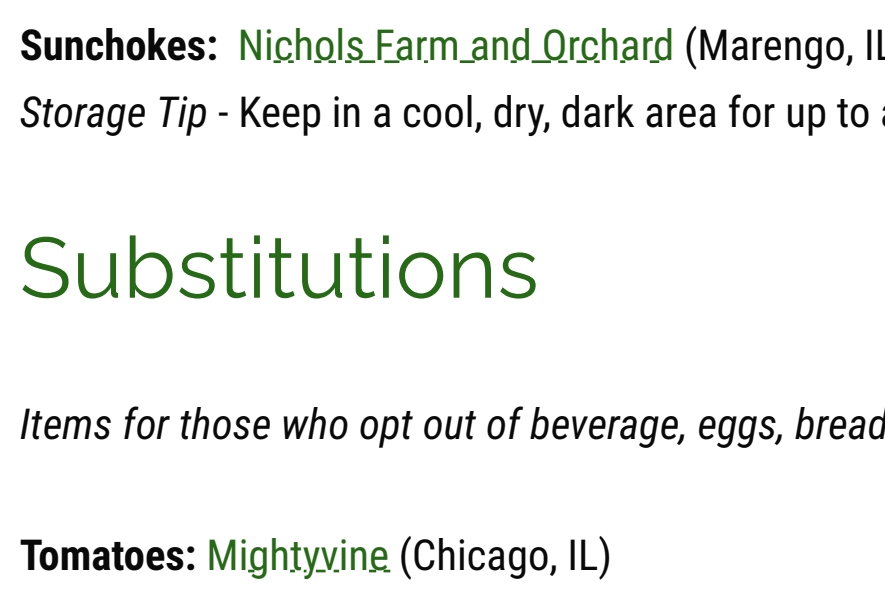 Sunchokes: Nichols Farm and Orchard (Marengo, IL
Storage Tip - Keep in a cool, dry, dark area for up to
Substitutions
Items for those who opt out of beverage, eggs, bread
Tomatoes: Mightyvine (Chicago, IL)